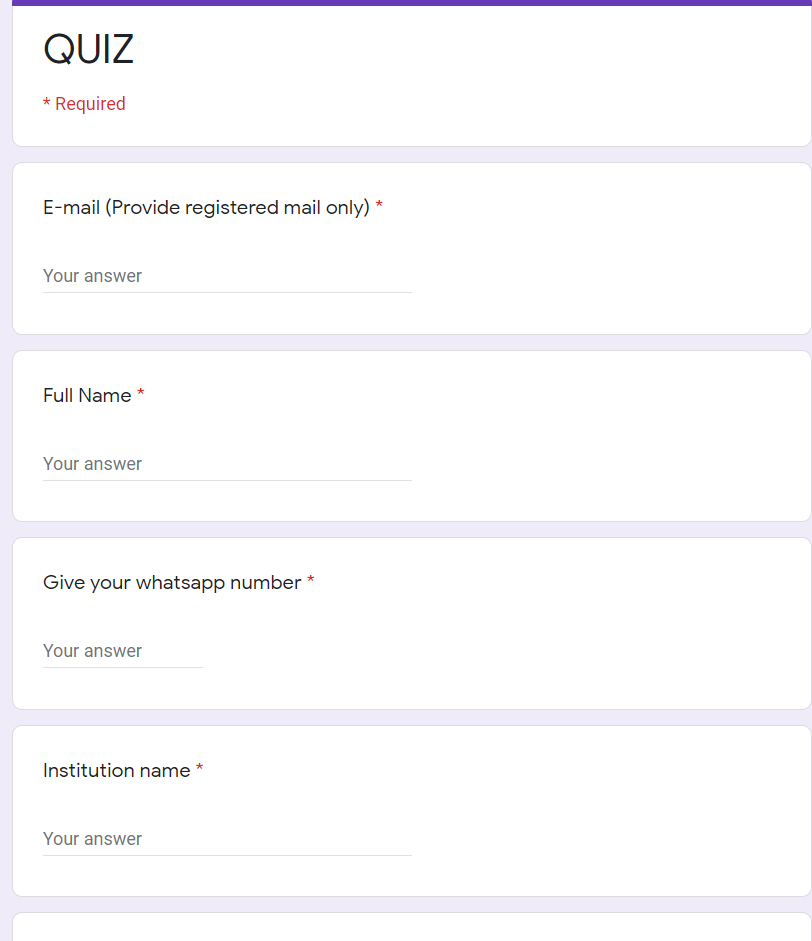 QUIZ
* Required
E-mail (Provide registered mail only) *
Your answer
Full Name *
Your answer
Give your whatsapp number *
Your answer
Institution name *
Your answer